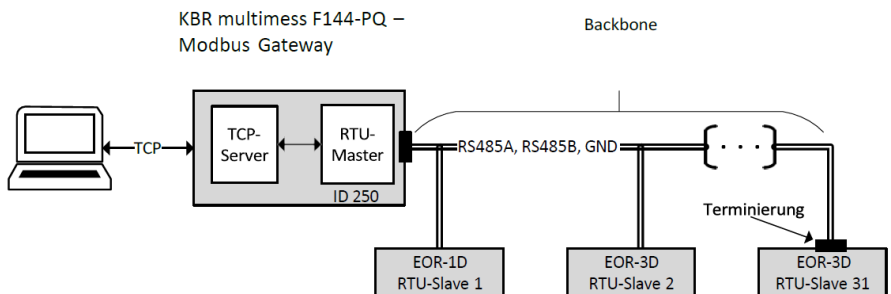 KBR multimess F144-PQ –
Modbus Gateway
Backbone
TCP
TCP-
Server
RTU-
Master
ID 250
RS485A, RS485B, GND
. . .
Terminierung
EOR-1D
RTU-Slave 1
EOR-3D
RTU-Slave 2
EOR-3D
RTU-Slave 31